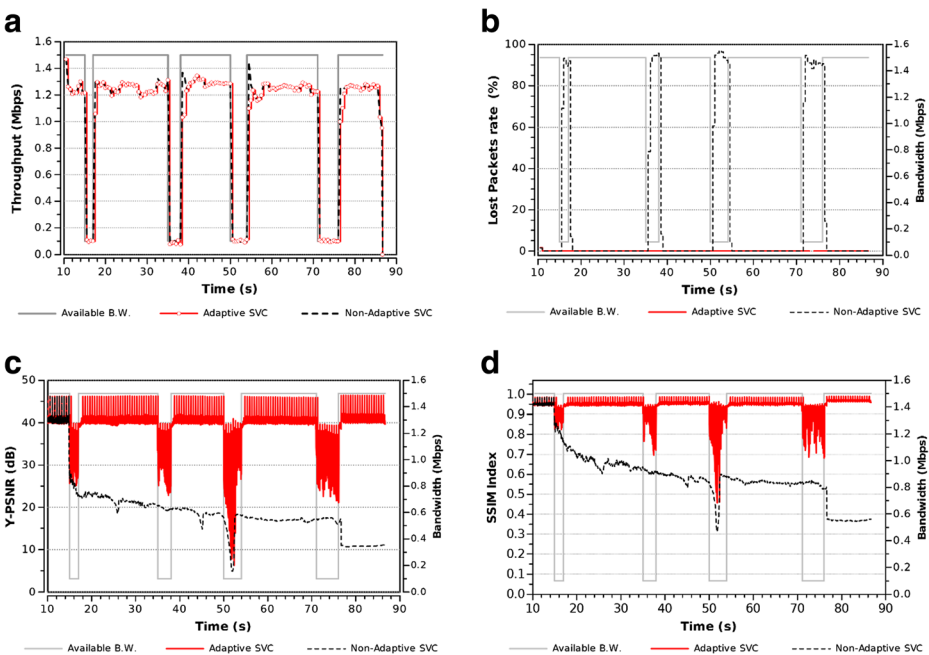 a
1.6
1.4
1.2
1.0
0.8
0.6
0.4
0.2
0.0
Throughput (Mbps)
10 20 30 40 50 60 70 80 90
Time (s)
Available B.W. Adaptive SVC Non-Adaptive SVC
b
100
80
60
40
20
0
Lost Packets rate (%)
1.6
1.4
1.2
1.0
0.8
0.6
0.4
0.2
0.0
Bandwidth (Mbps)
10 20 30 40 50 60 70 80 90
Time (s)
Available B.W. Adaptive SVC Non-Adaptive SVC
c
50
40
30
20
10
0
Y-PSNR (dB)
1.6
1.4
1.2
1.0
0.8
0.6
0.4
0.2
0.0
Bandwidth (Mbps)
10 20 30 40 50 60 70 80 90
Time (s)
Available B.W. Adaptive SVC Non-Adaptive SVC
d
1.0
0.9
0.8
0.7
0.6
0.5
0.4
0.3
0.2
0.1
0.0
SSIM Index
1.6
1.4
1.2
1.0
0.8
0.6
0.4
0.2
0.0
Bandwidth (Mbps)
10 20 30 40 50 60 70 80 90
Time (s)
Available B.W. Adaptive SVC Non-Adaptive SVC